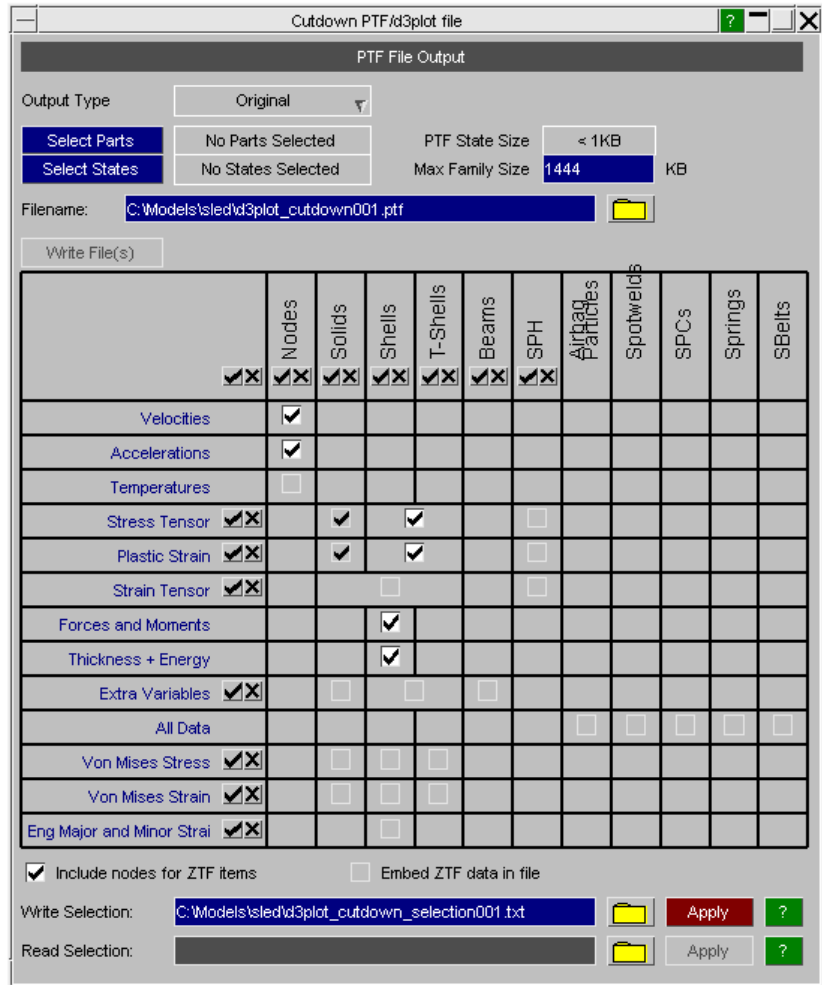 Cutdown PTF/d3plot file ?
PTF File Output
Output Type Original
Select Parts No Parts Selected PTF State Size < 1KB
Select States No States Selected Max Family Size 1444 KB
Filename: C:\Models\sled\d3plot_cutdown001.ptf
Write File(s)
Nodes
Solids
Shells
T-Shells
Beams
SPH
Airbag
Particles
Spotwelds
SPCs
Springs
SBelts
Velocities
Accelerations
Temperatures
Stress Tensor
Plastic Strain
Strain Tensor
Forces and Moments
Thickness + Energy
Extra Variables
All Data
Von Mises Stress
Von Mises Strain
Eng Major and Minor Strai
Include nodes for ZTF items Embed ZTF data in file
Write Selection: C:\Models\sled\d3plot_cutdown_selection001.txt Apply ?
Read Selection: Apply ?